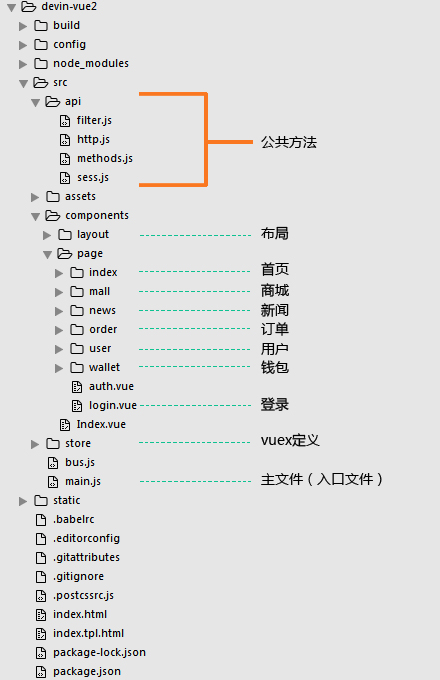 devin-vue2
build
config
node_modules
src
api
filter.js
http.js 公共方法
methods.js
sess.js
assets
components
layout 布局
page
index 首页
mall 商城
news 新闻
order 订单
user 用户
wallet 钱包
auth.vue
login.vue 登录
Index.vue
store vuex定义
bus.js
main.js 主文件（入口文件）
static
.babelrc
.editorconfig
.gitattributes
.gitignore
.postcssrc.js
index.html
index.tpl.html
package-lock.json
package.json